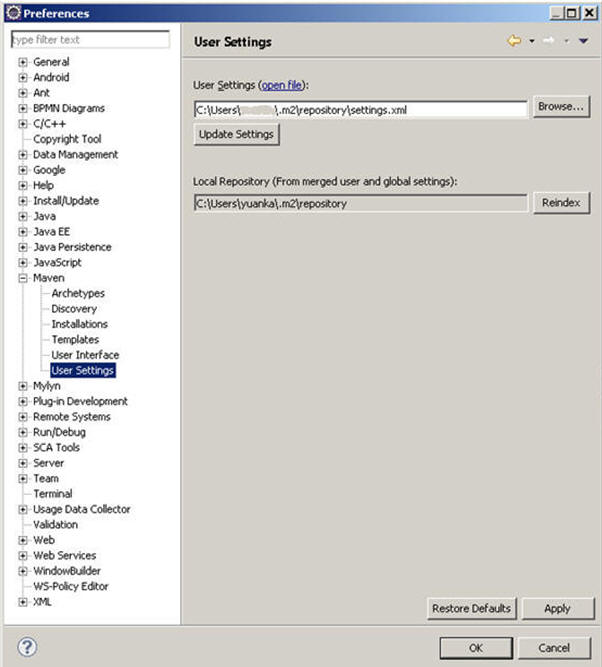 Preferences
type filter text
General
Android
Ant
BPMN Diagrams
C/C++
Copyright Tool
Data Management
Google
Help
Install/Update
Java
Java EE
Java Persistence
JavaScript
Maven
Archetypes
Discovery
Installations
Templates
User Interface
User Settings
Mylyn
Plug-in Development
Remote Systems
Run/Debug
SCA Tools
Server
Team
Terminal
Usage Data Collector
Validation
Web
Web Services
WindowBuilder
WS-Policy Editor
XML
User Settings
User Settings (open file):
C:\Users\ \.m2\repository\settings.xml
Browse...
Update Settings
Local Repository (From merged user and global settings):
C:\Users\yuanka\.m2\repository
Reindex
Restore Defaults
Apply
?
OK
Cancel